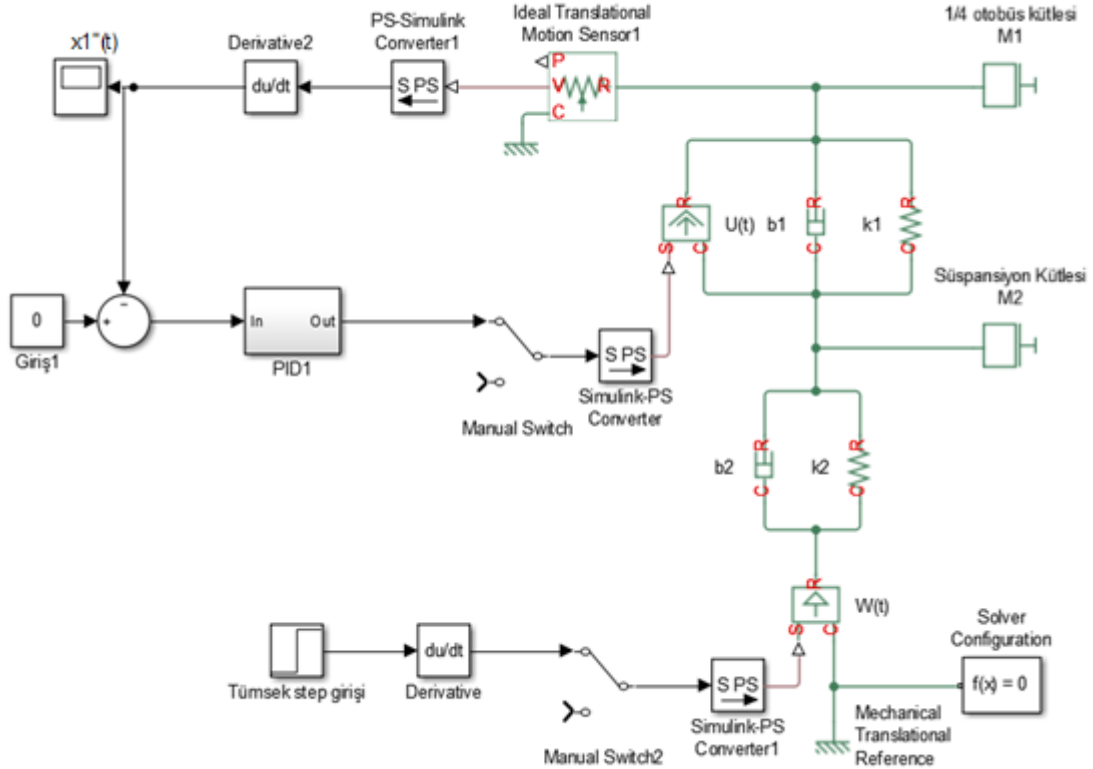 x1"(t)
Derivative2
du/dt
PS-Simulink
Converter1
S PS
Ideal Translational
Motion Sensor1
P
V
R
C
1/4 otobüs kütlesi
M1
R
S
C
U(t)
b1
R
C
k1
R
C
Süspansiyon Kütlesi
M2
0
Giriş1
+
−
In
Out
PID1
Manual Switch
S PS
Simulink-PS
Converter
b2
R
C
k2
R
C
R
S
C
W(t)
Tümsek step girişi
du/dt
Derivative
Manual Switch2
S PS
Simulink-PS
Converter1
Mechanical
Translational
Reference
Solver
Configuration
f(x) = 0